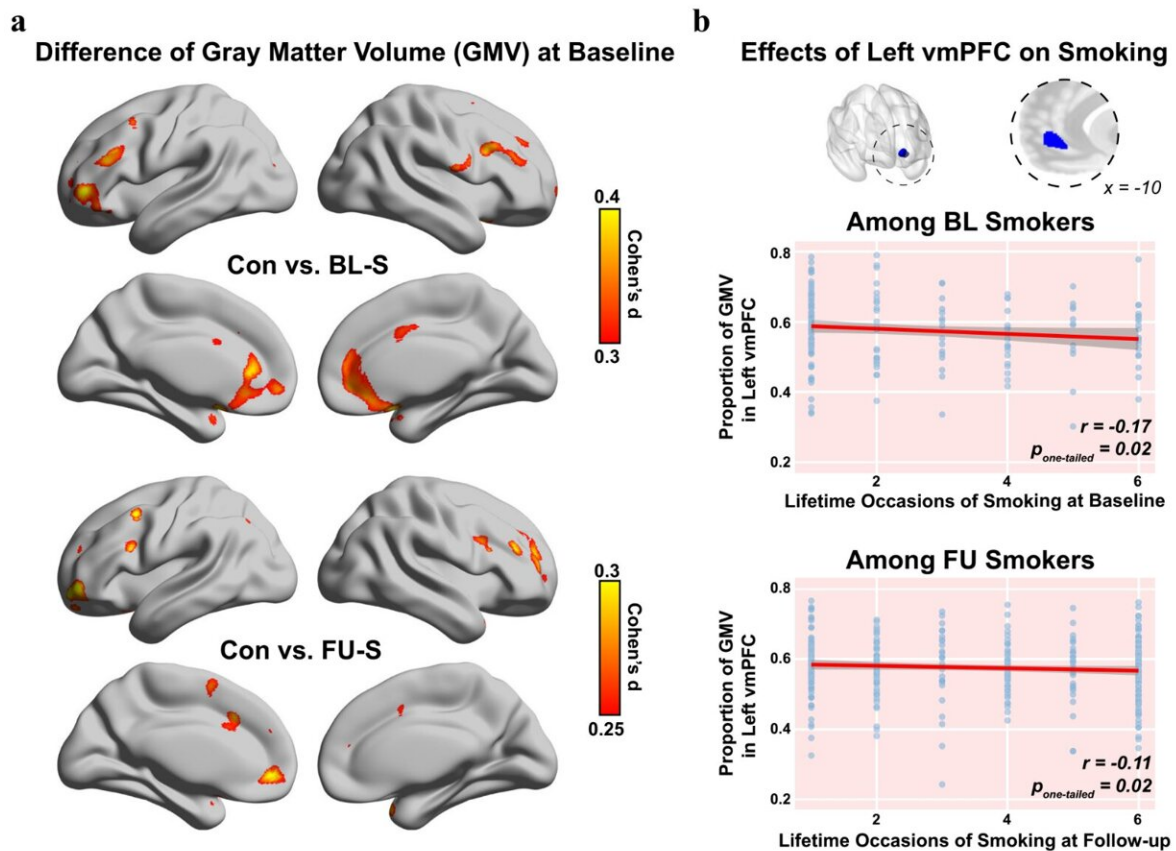 a
Difference of Gray Matter Volume (GMV) at Baseline
Con vs. BL-S
0.4
Cohen's d
0.3
Con vs. FU-S
0.3
Cohen's d
0.25
b
Effects of Left vmPFC on Smoking
x = -10
Among BL Smokers
Proportion of GMV
in Left vmPFC
0.8
0.6
0.4
0.2
r = -0.17
p one-tailed = 0.02
2 4 6
Lifetime Occasions of Smoking at Baseline
Among FU Smokers
Proportion of GMV
in Left vmPFC
0.8
0.6
0.4
0.2
r = -0.11
p one-tailed = 0.02
2 4 6
Lifetime Occasions of Smoking at Follow-up